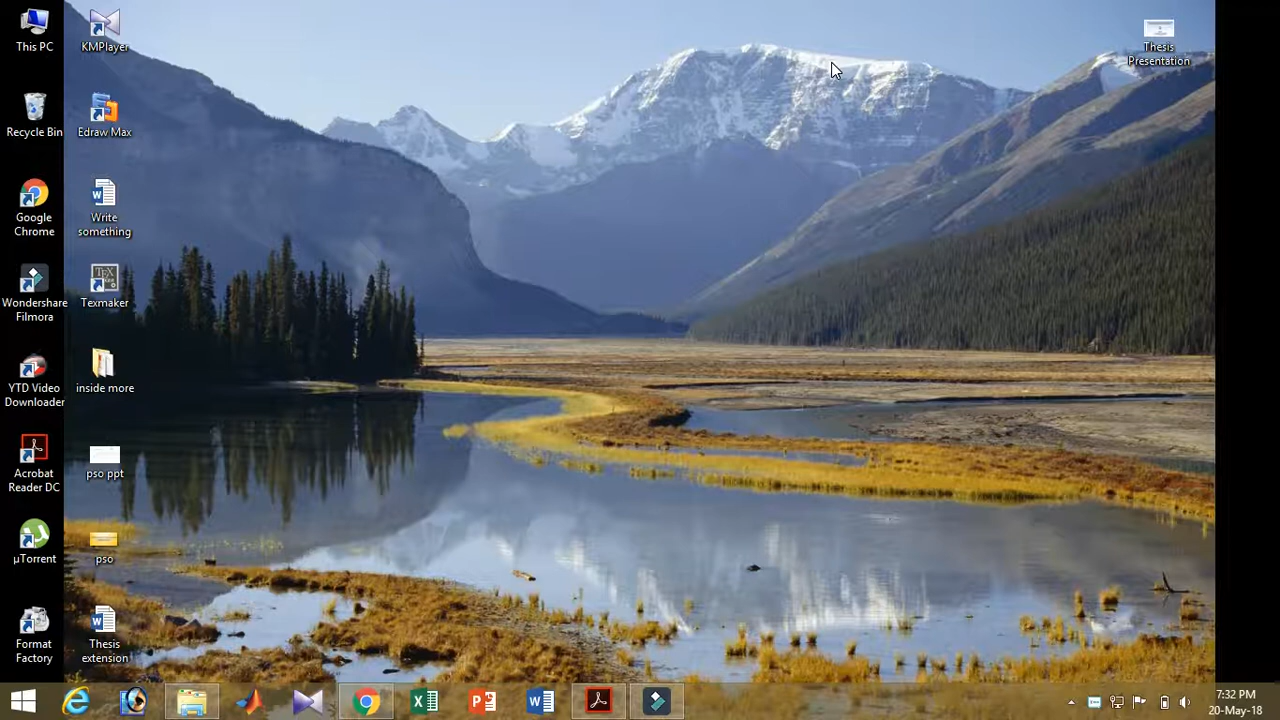 This PC
KMPlayer
Thesis
Presentation
Recycle Bin
Edraw Max
Google
Chrome
Write
something
Wondershare
Filmora
Texmaker
YTD Video
Downloader
inside more
Acrobat
Reader DC
pso ppt
µTorrent
pso
Format
Factory
Thesis
extension
7:32 PM
20-May-18